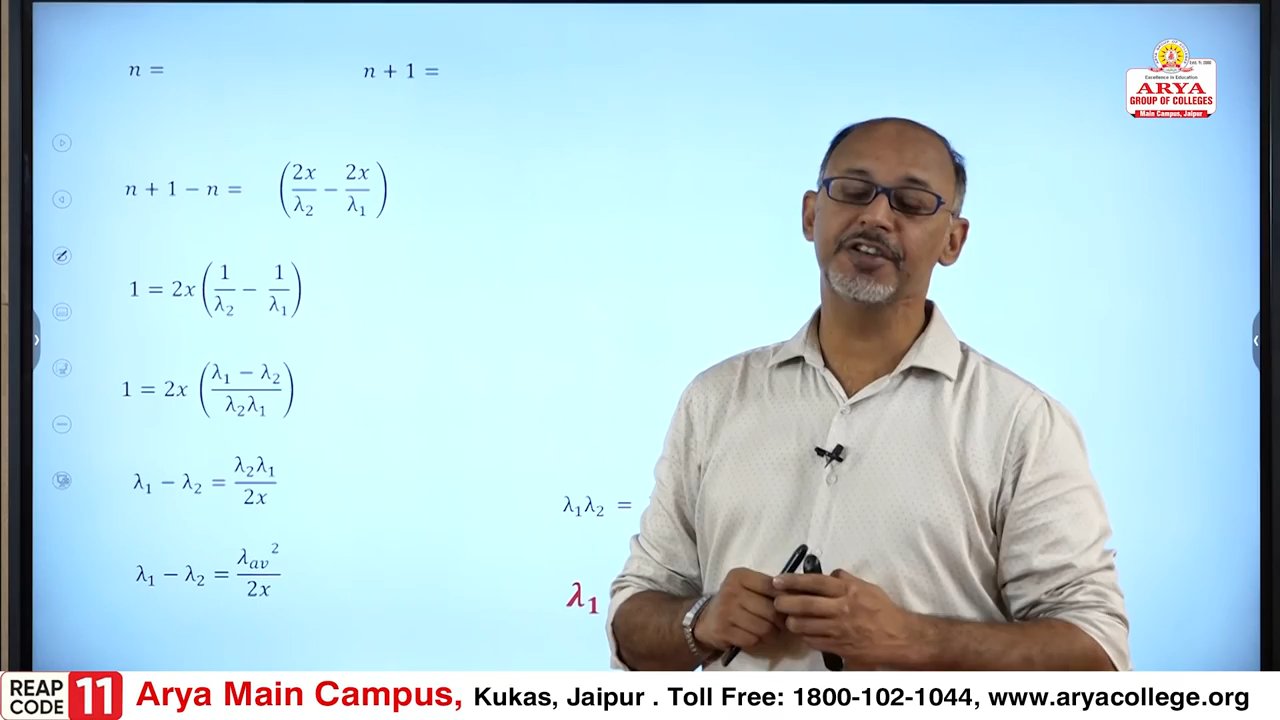 n =
n + 1 =
n + 1 − n = (2x/λ₂ − 2x/λ₁)
1 = 2x (1/λ₂ − 1/λ₁)
1 = 2x ((λ₁ − λ₂)/(λ₂λ₁))
λ₁ − λ₂ = λ₂λ₁/2x
λ₁λ₂ =
λ₁ − λ₂ = λₐᵥ²/2x
λ₁
Excellence in Education
ARYA
GROUP OF COLLEGES
Main Campus, Jaipur
REAP CODE 11
Arya Main Campus, Kukas, Jaipur . Toll Free: 1800-102-1044, www.aryacollege.org